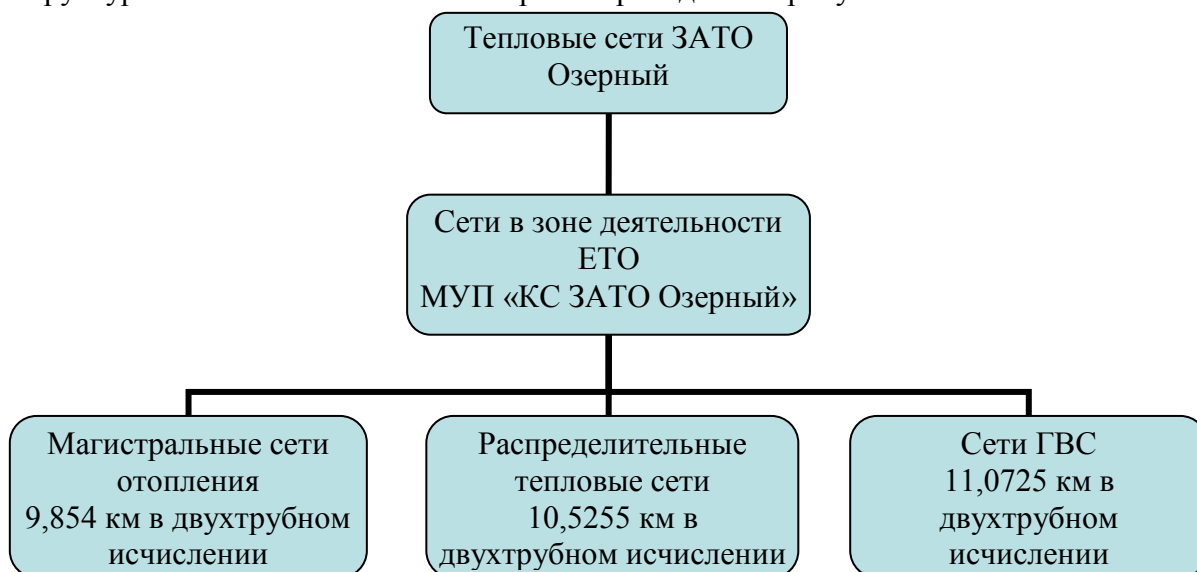 Тепловые сети ЗАТО
Озерный
Сети в зоне деятельности
ЕТО
МУП «КС ЗАТО Озерный»
Магистральные сети
отопления
9,854 км в двухтрубном
исчислении
Распределительные
тепловые сети
10,5255 км в
двухтрубном исчислении
Сети ГВС
11,0725 км в
двухтрубном
исчислении